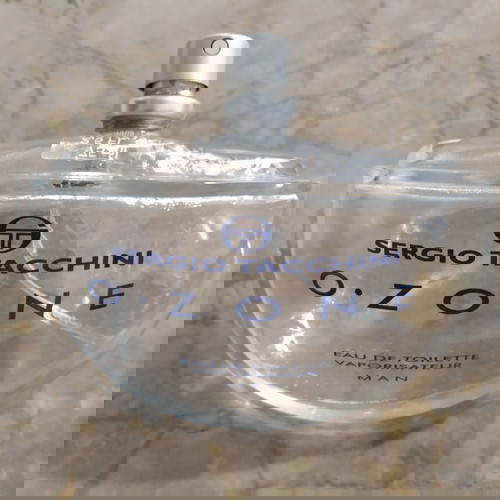 SERGIO TACCHINI
O.ZONE
EAU DE TOILETTE
VAPORISATEUR
MAN